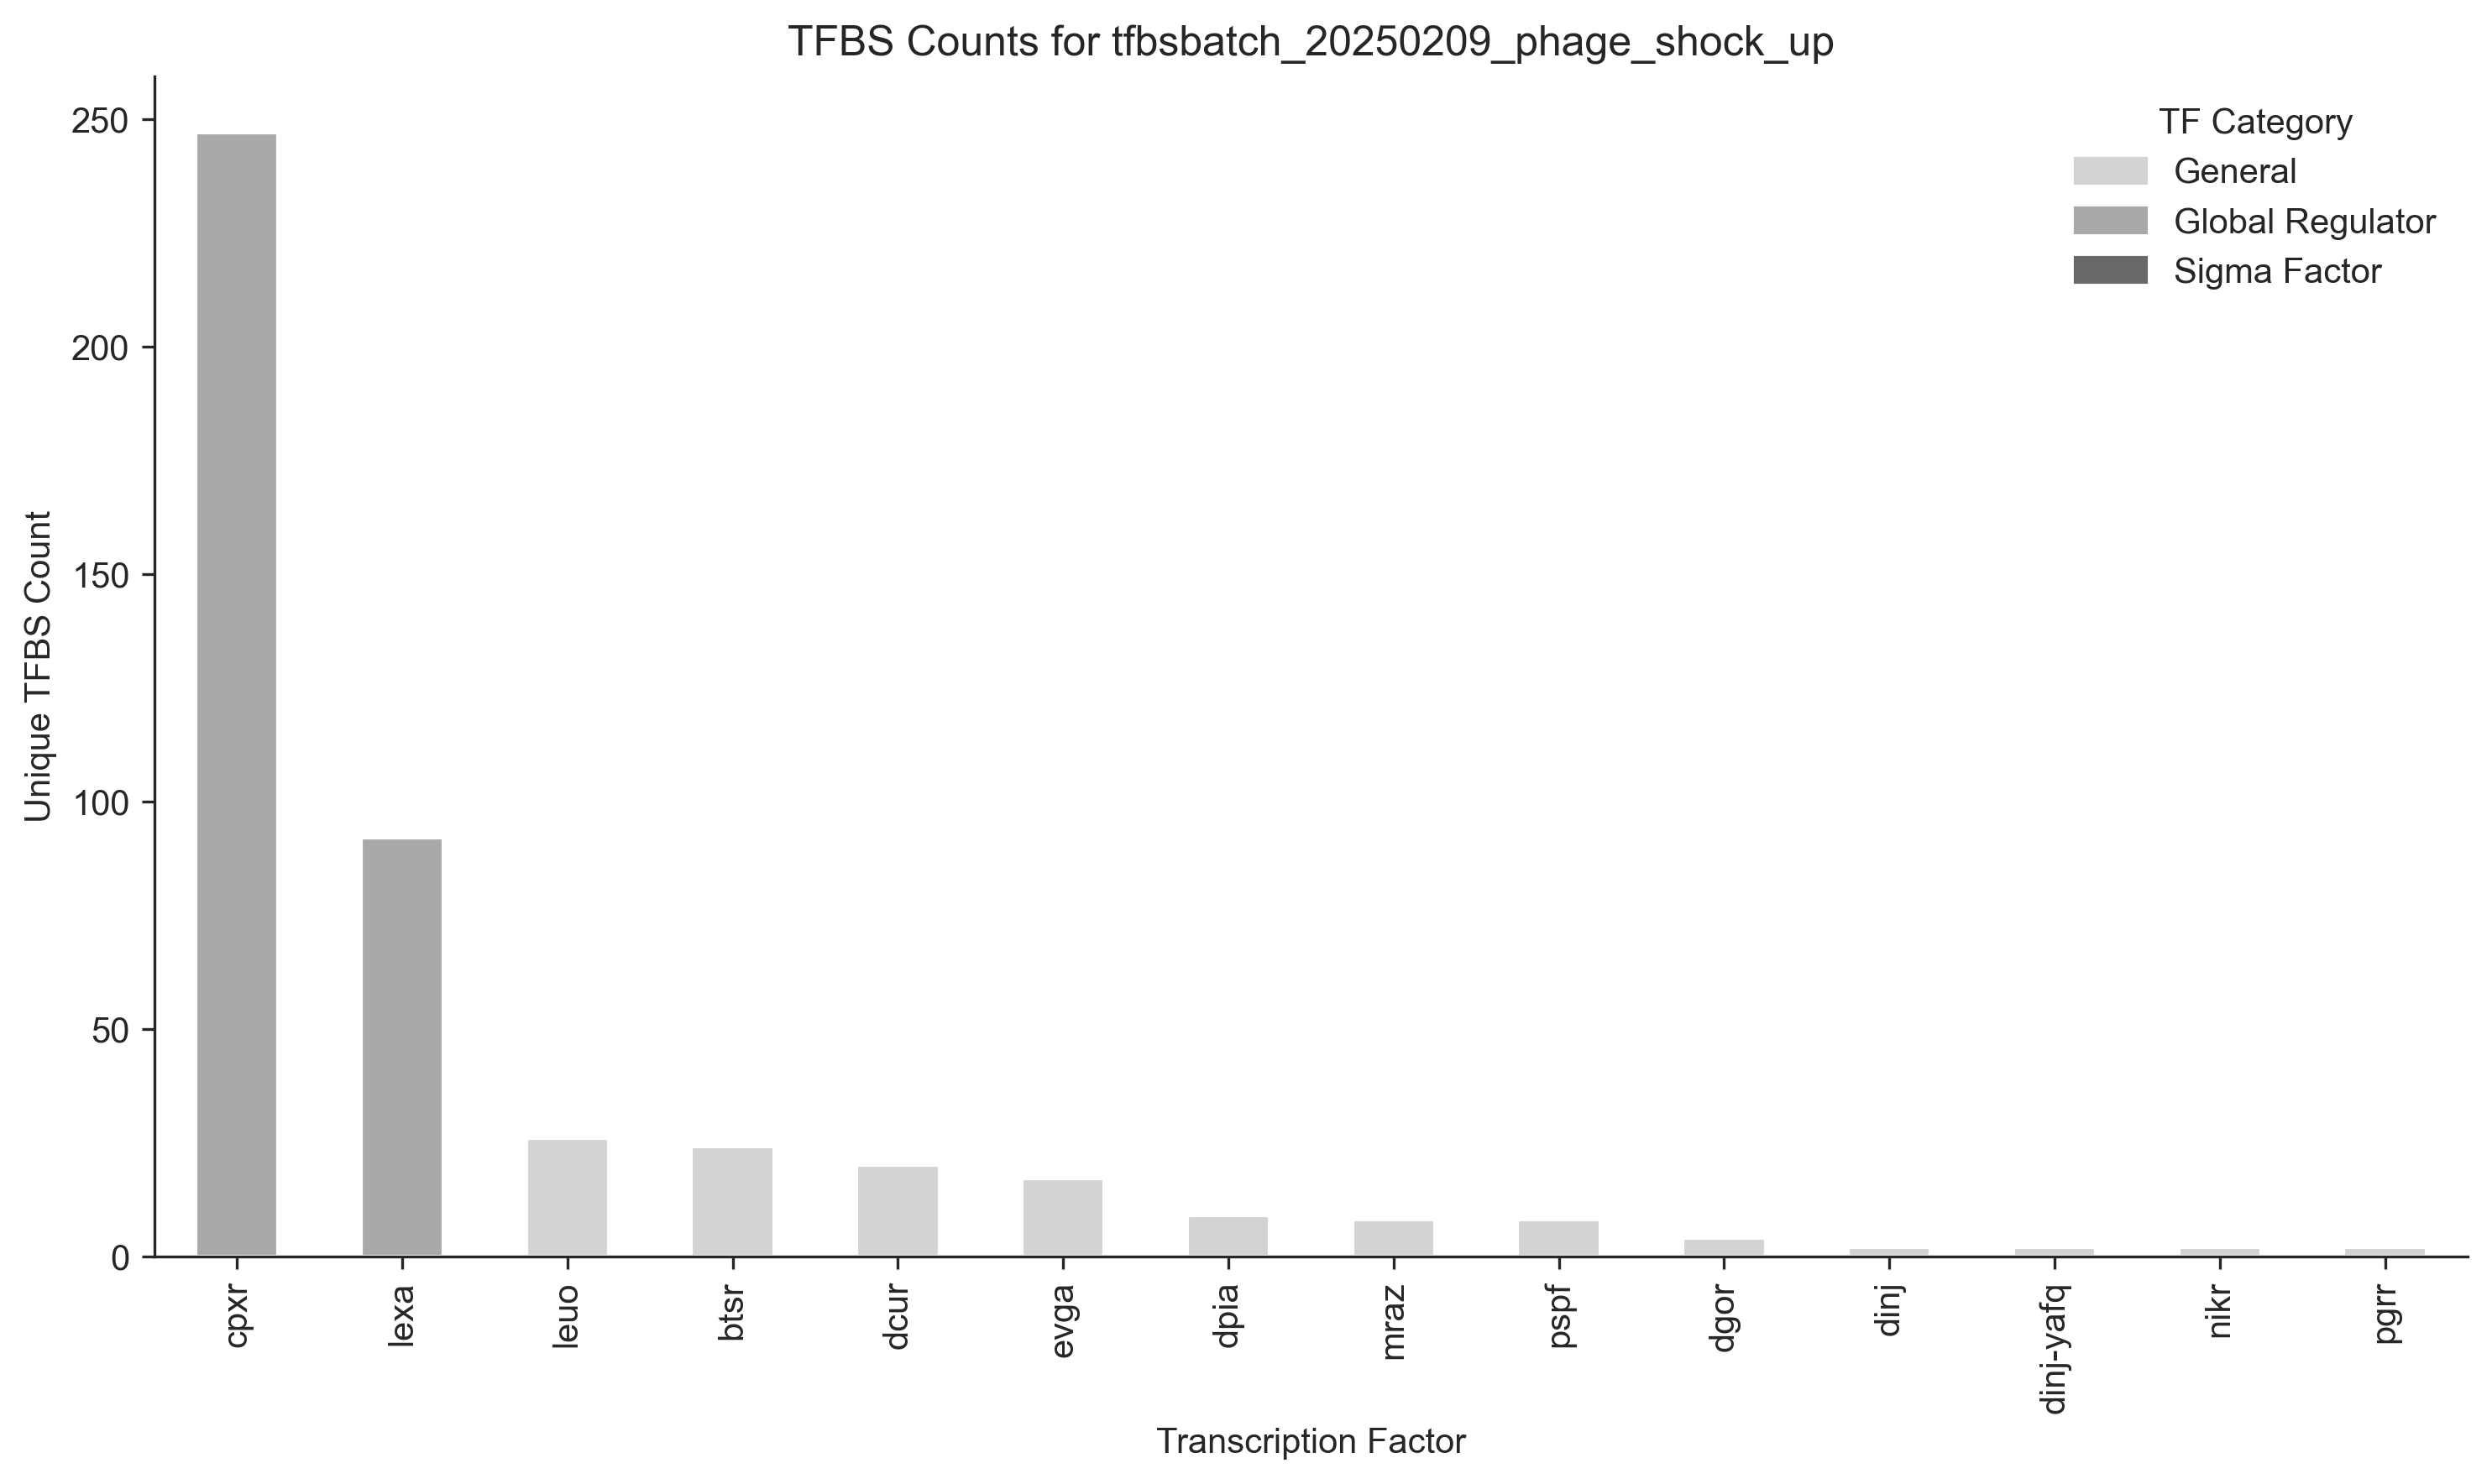 TFBS Counts for tfbsbatch_20250209_phage_shock_up
TF Category
General
Global Regulator
Sigma Factor
Unique TFBS Count
250
200
150
100
50
0
cpxr
lexa
leuo
btsr
dcur
evga
dpia
mraz
pspf
dgor
dinj
dinj-yafq
nikr
pgrr
Transcription Factor